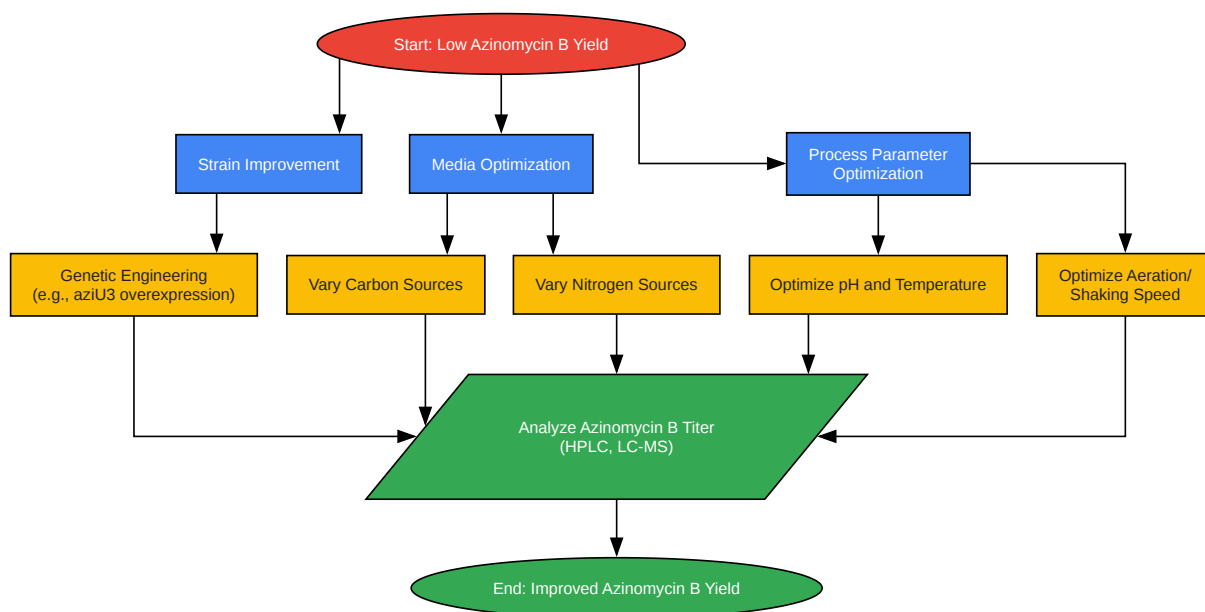 Start: Low Azinomycin B Yield
Strain Improvement
Media Optimization
Process Parameter
Optimization
Genetic Engineering
(e.g., aziU3 overexpression)
Vary Carbon Sources
Vary Nitrogen Sources
Optimize pH and Temperature
Optimize Aeration/
Shaking Speed
Analyze Azinomycin B Titer
(HPLC, LC-MS)
End: Improved Azinomycin B Yield